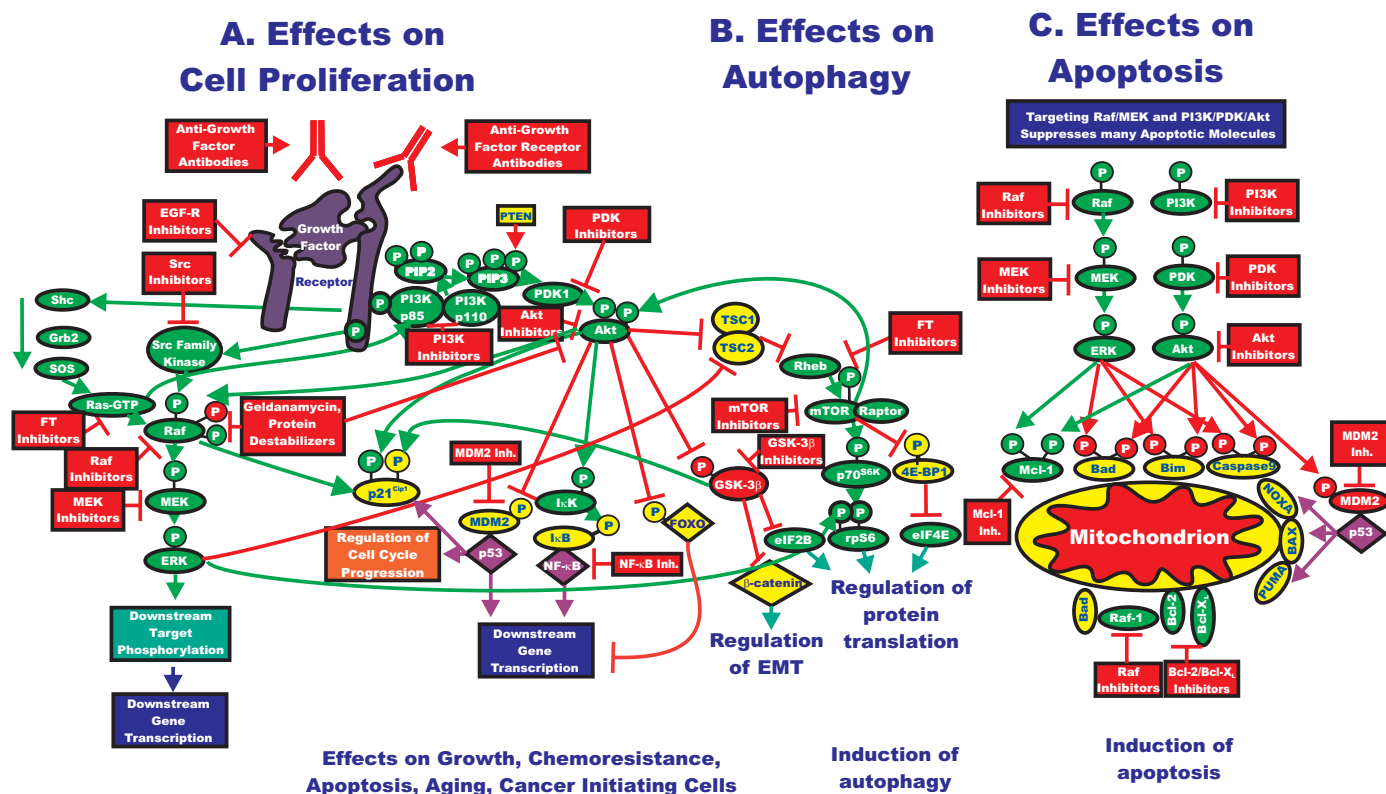 A. Effects on
Cell Proliferation
B. Effects on
Autophagy
C. Effects on
Apoptosis
Anti-Growth
Factor
Antibodies
Anti-Growth
Factor Receptor
Antibodies
EGF-R
Inhibitors
Src
Inhibitors
Growth
Factor
Receptor
PTEN
PDK
Inhibitors
P
P
PIP2
P
P
P
PIP3
PDK1
P
PI3K
p85
PI3K
p110
PI3K
Inhibitors
Akt
Inhibitors
P
P
Akt
Shc
Grb2
SOS
P
Src Family
Kinase
Ras-GTP
P
P
P
Raf
Geldanamycin,
Protein
Destabilizers
FT
Inhibitors
Raf
Inhibitors
MEK
Inhibitors
P
MEK
P
ERK
Downstream
Target
Phosphorylation
Downstream
Gene
Transcription
P
P
p21Cip1
Regulation of
Cell Cycle
Progression
MDM2 Inh.
P
MDM2
p53
P
IκK
P
IκB
NF-κB
NF-κB Inh.
P
FOXO
Downstream
Gene
Transcription
TSC1
TSC2
Rheb
FT
Inhibitors
P
mTOR
Raptor
mTOR
Inhibitors
GSK-3β
Inhibitors
P
GSK-3β
P
p70S6K
P
4E-BP1
eIF2B
P
P
rpS6
eIF4E
β-catenin
Regulation
of EMT
Regulation of
protein
translation
Effects on Growth, Chemoresistance,
Apoptosis, Aging, Cancer Initiating Cells
Induction of
autophagy
Targeting Raf/MEK and PI3K/PDK/Akt
Suppresses many Apoptotic Molecules
Raf
Inhibitors
P
Raf
P
PI3K
PI3K
Inhibitors
MEK
Inhibitors
P
MEK
P
PDK
PDK
Inhibitors
P
ERK
P
Akt
Akt
Inhibitors
P
P
Mcl-1
P
P
Bad
P
P
Bim
P
P
Caspase9
MDM2
Inh.
P
MDM2
p53
Mcl-1
Inh.
Mitochondrion
NOXA
BAX
PUMA
Bad
Raf-1
Bcl-2
Bcl-XL
Raf
Inhibitors
Bcl-2/Bcl-XL
Inhibitors
Induction of
apoptosis